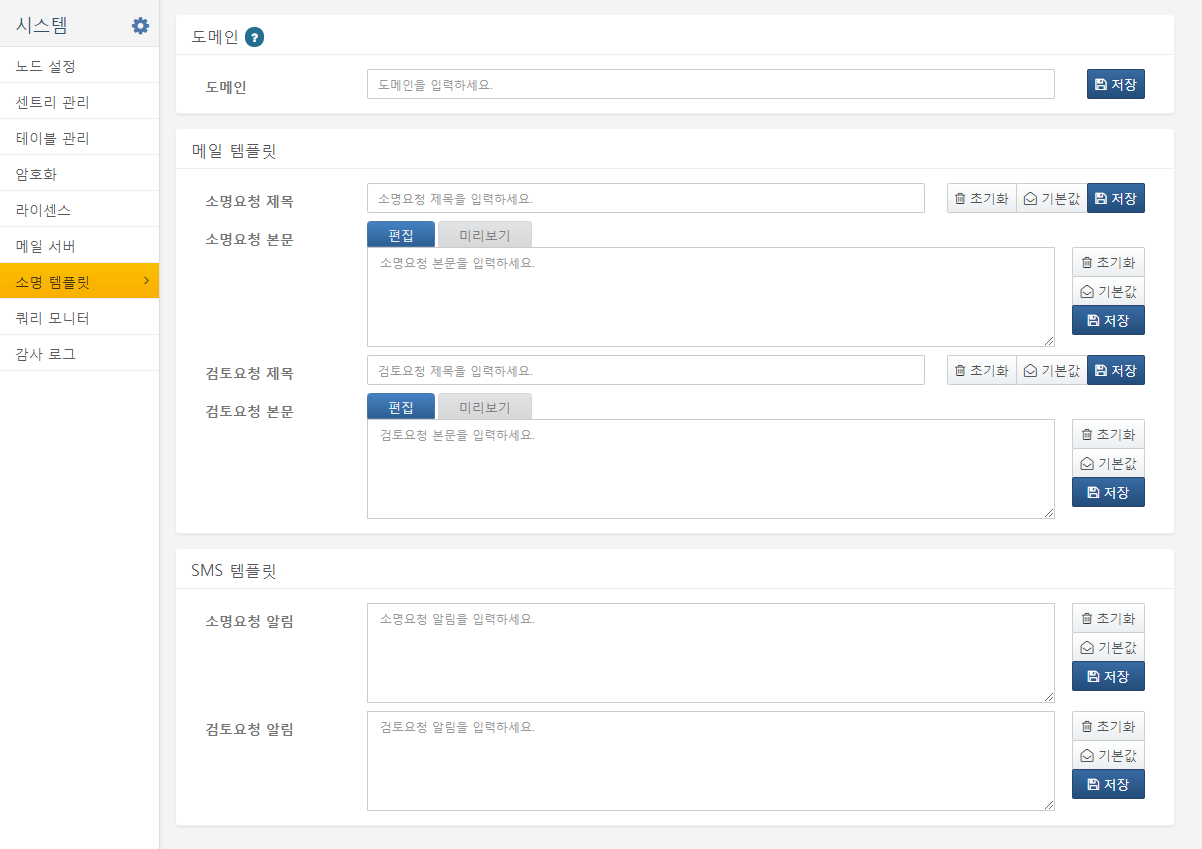 시스템
노드 설정
센트리 관리
테이블 관리
암호화
라이센스
메일 서버
소명 템플릿
쿼리 모니터
감사 로그
도메인 ?
도메인 도메인을 입력하세요. 저장
메일 템플릿
소명요청 제목 소명요청 제목을 입력하세요. 초기화 기본값 저장
소명요청 본문 편집 미리보기
소명요청 본문을 입력하세요. 초기화
기본값
저장
검토요청 제목 검토요청 제목을 입력하세요. 초기화 기본값 저장
검토요청 본문 편집 미리보기
검토요청 본문을 입력하세요. 초기화
기본값
저장
SMS 템플릿
소명요청 알림 소명요청 알림을 입력하세요. 초기화
기본값
저장
검토요청 알림 검토요청 알림을 입력하세요. 초기화
기본값
저장